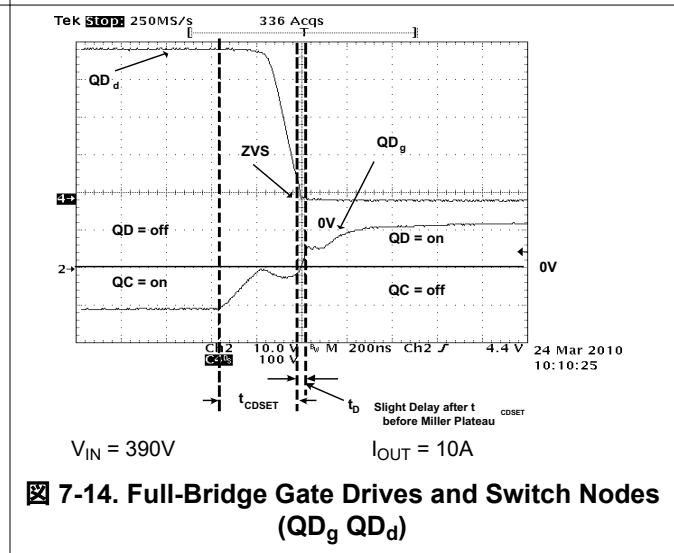 Tek Stop: 250MS/s 336 Acqs
[ T ]
QDd
ZVS
QDg
4→
0V
QD = off
QD = on
2→
0V
QC = on
QC = off
Ch2 10.0 V BW M 200ns Ch2 ∫ 4.4 V
100 V
24 Mar 2010
10:10:25
tCDSET
tD
Slight Delay after tCDSET
before Miller Plateau
VIN = 390V
IOUT = 10A
図 7-14. Full-Bridge Gate Drives and Switch Nodes
(QDg QDd)